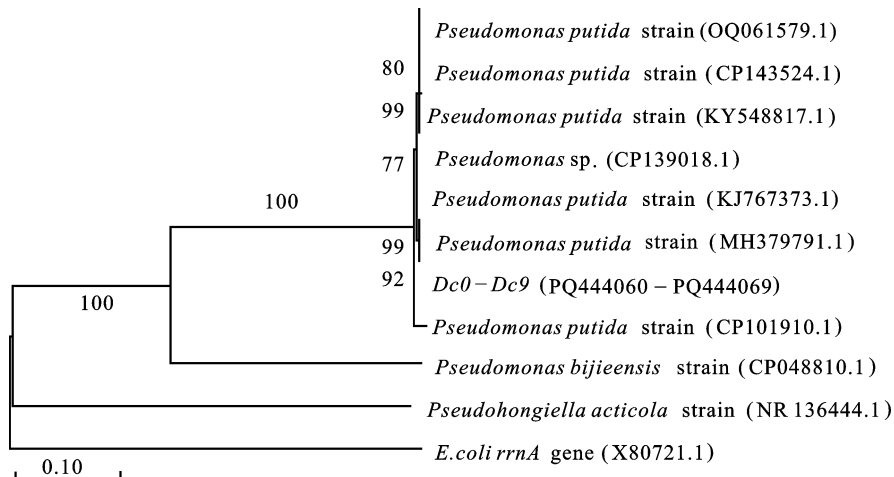 Pseudomonas putida strain (OQ061579.1)
80
Pseudomonas putida strain (CP143524.1)
99
Pseudomonas putida strain (KY548817.1)
77
Pseudomonas sp. (CP139018.1)
Pseudomonas putida strain (KJ767373.1)
100
99
Pseudomonas putida strain (MH379791.1)
92
Dc0-Dc9 (PQ444060-PQ444069)
100
Pseudomonas putida strain (CP101910.1)
Pseudomonas bijieensis strain (CP048810.1)
Pseudohongiella acticola strain (NR 136444.1)
E.coli rrnA gene (X80721.1)
0.10